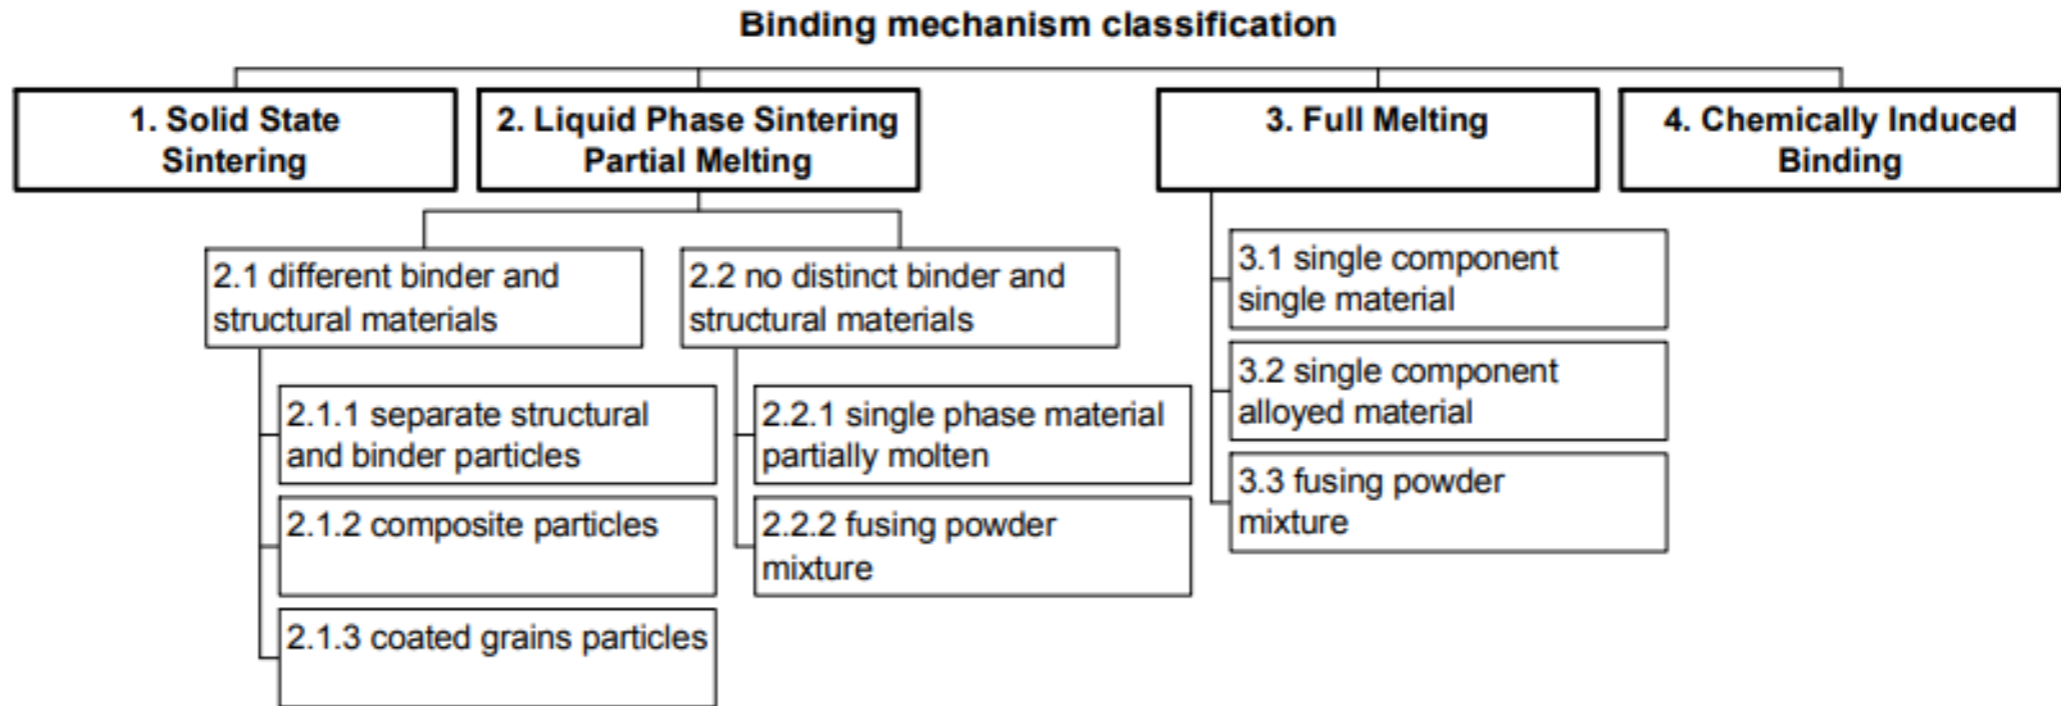 Binding mechanism classification
1. Solid State
Sintering
2. Liquid Phase Sintering
Partial Melting
3. Full Melting
4. Chemically Induced
Binding
2.1 different binder and
structural materials
2.1.1 separate structural
and binder particles
2.1.2 composite particles
2.1.3 coated grains particles
2.2 no distinct binder and
structural materials
2.2.1 single phase material
partially molten
2.2.2 fusing powder
mixture
3.1 single component
single material
3.2 single component
alloyed material
3.3 fusing powder
mixture